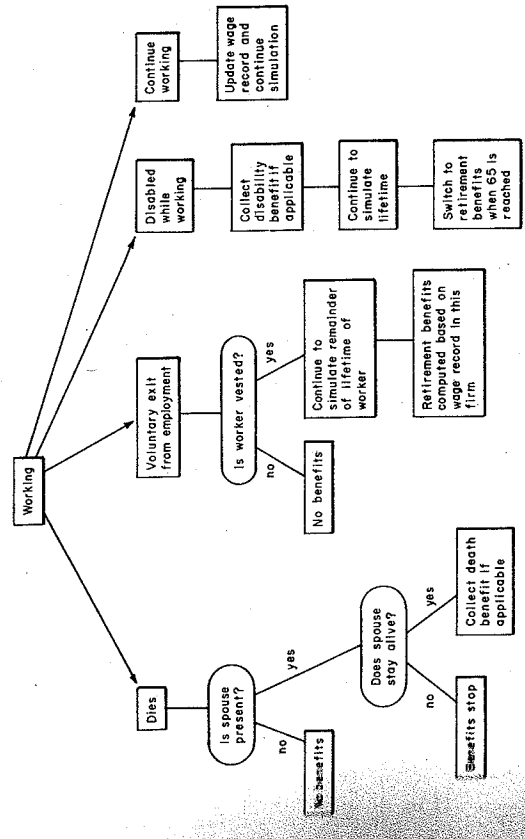 Working
Dies
Is spouse
present?
no
yes
No benefits
Does spouse
stay alive?
no
yes
Benefits stop
Collect death
benefit if
applicable
Voluntary exit
from employment
Is worker vested?
no
yes
No benefits
Continue to
simulate remainder
of lifetime of
worker
Retirement benefits
computed based on
wage record in this
firm
Disabled
while
working
Collect
disability
benefit if
applicable
Continue to
simulate
lifetime
Switch to
retirement
benefits
when 65 is
reached
Continue
working
Update wage
record and
continue
simulation